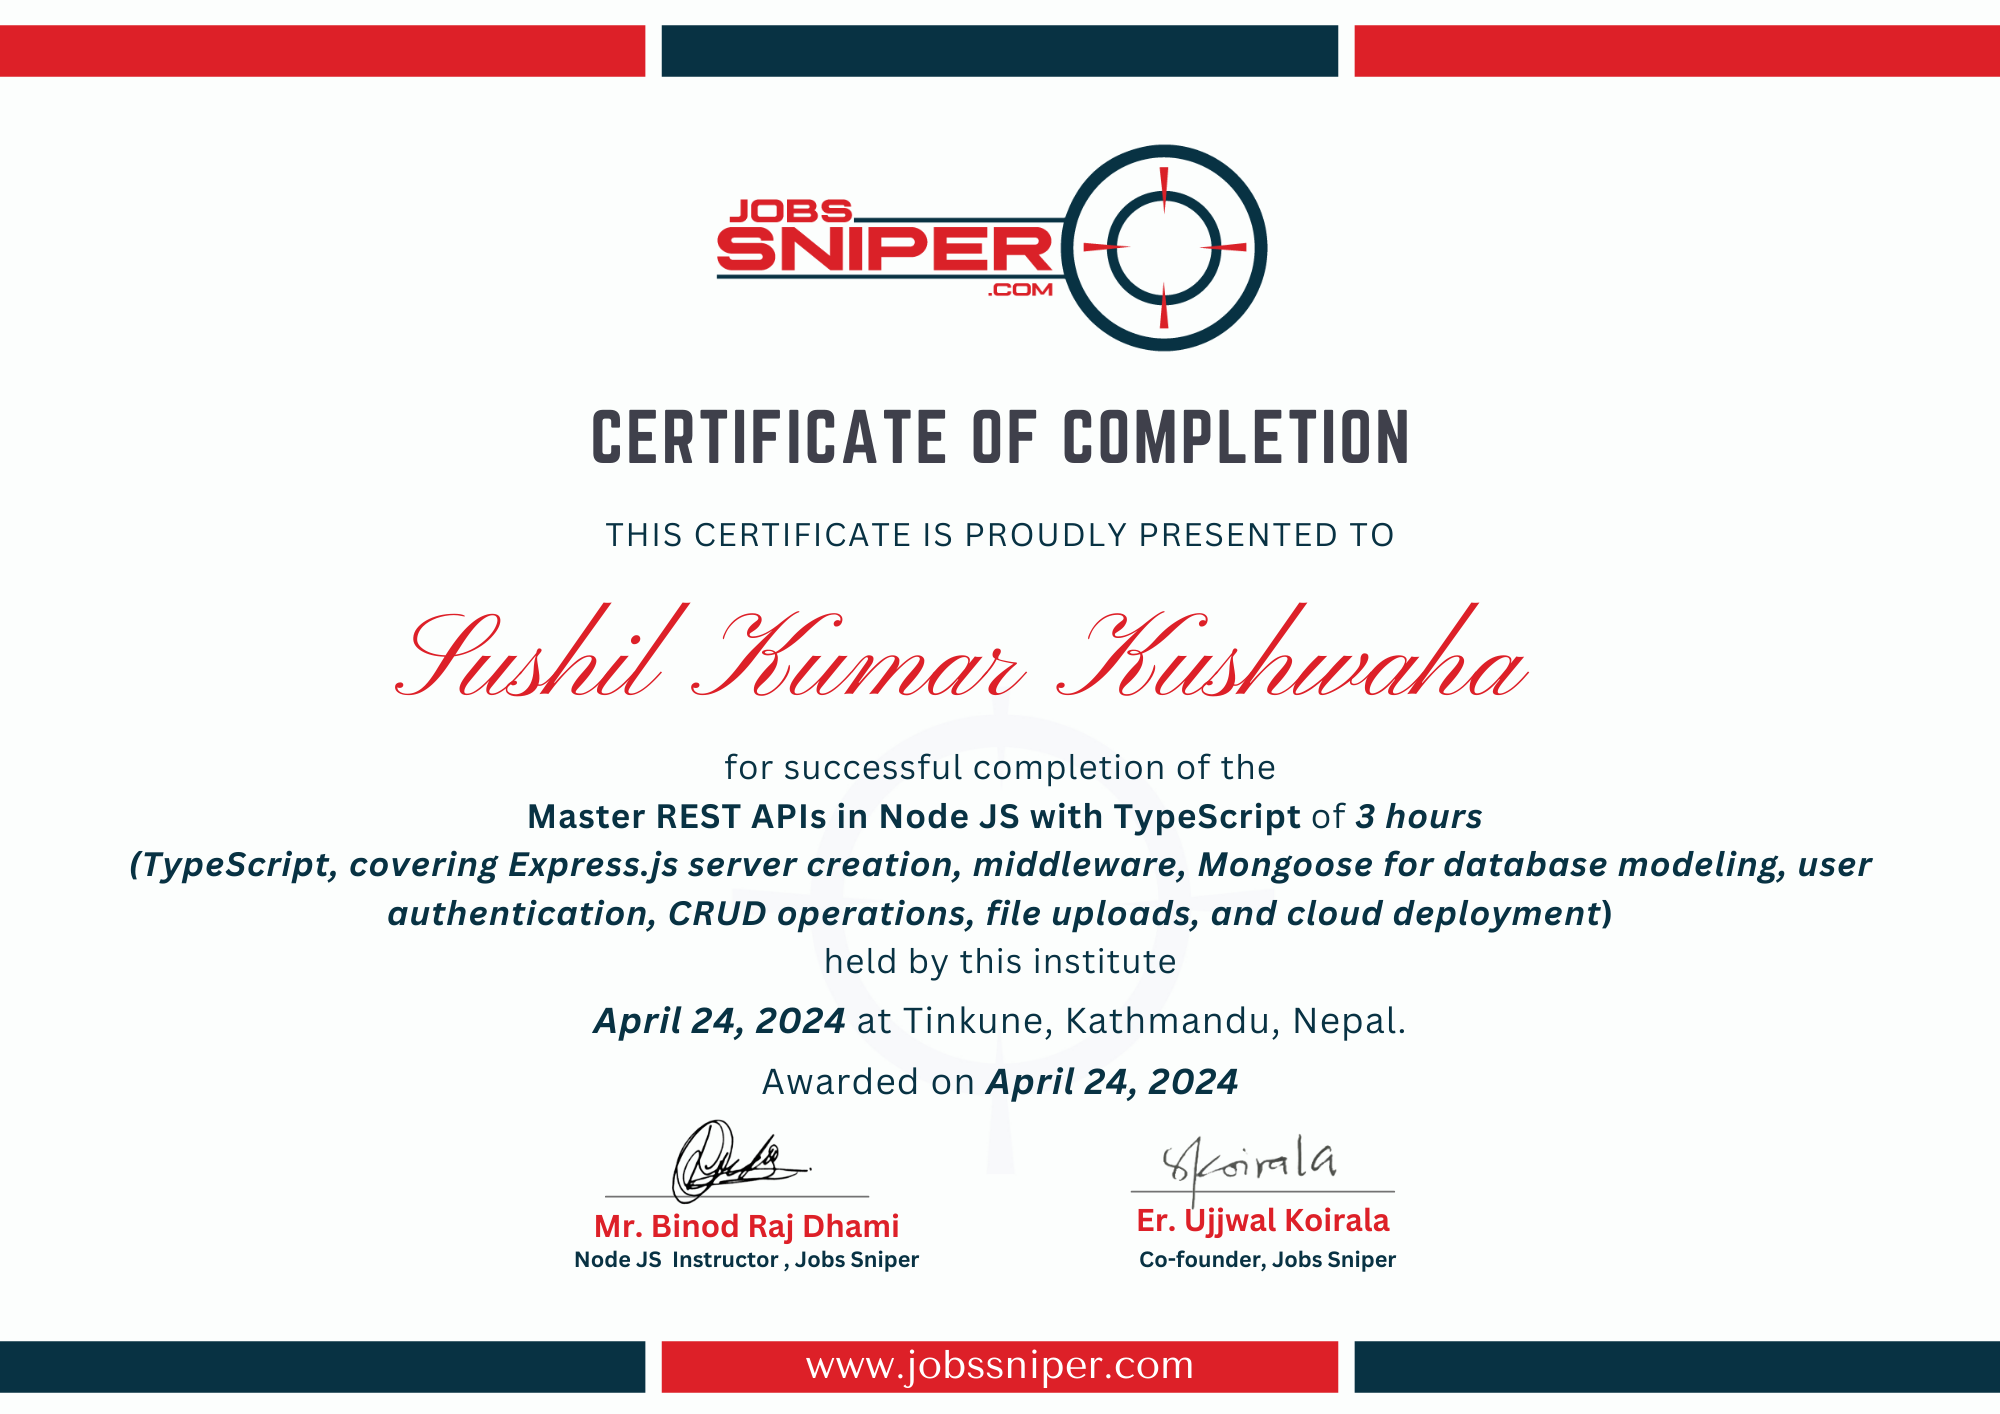 JOBS
SNIPER
.COM
CERTIFICATE OF COMPLETION
THIS CERTIFICATE IS PROUDLY PRESENTED TO
Sushil Kumar Kushwaha
for successful completion of the
Master REST APIs in Node JS with TypeScript of 3 hours
(TypeScript, covering Express.js server creation, middleware, Mongoose for database modeling, user
authentication, CRUD operations, file uploads, and cloud deployment)
held by this institute
April 24, 2024 at Tinkune, Kathmandu, Nepal.
Awarded on April 24, 2024
Mr. Binod Raj Dhami
Node JS Instructor , Jobs Sniper
Er. Ujjwal Koirala
Co-founder, Jobs Sniper
www.jobssniper.com